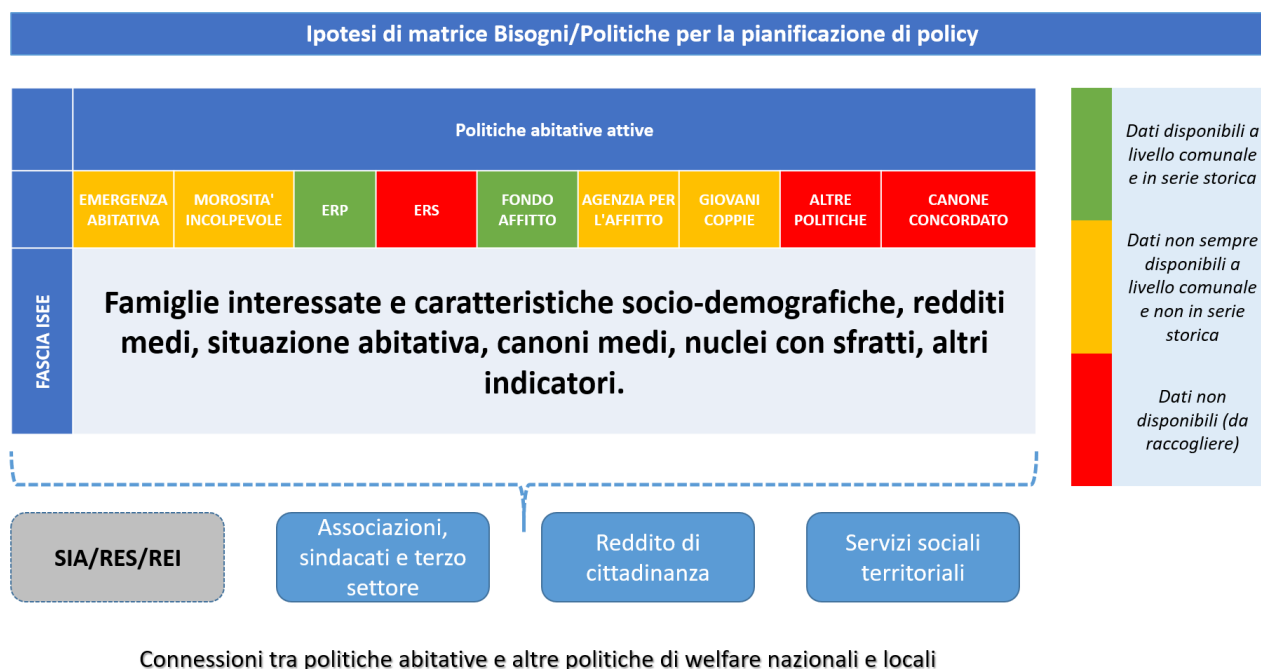 Ipotesi di matrice Bisogni/Politiche per la pianificazione di policy
Politiche abitative attive
EMERGENZA
ABITATIVA
MOROSITA'
INCOLPEVOLE
ERP
ERS
FONDO
AFFITTO
AGENZIA PER
L'AFFITTO
GIOVANI
COPPIE
ALTRE
POLITICHE
CANONE
CONCORDATO
FASCIA ISEE
Famiglie interessate e caratteristiche socio-demografiche, redditi
medi, situazione abitativa, canoni medi, nuclei con sfratti, altri
indicatori.
Dati disponibili a
livello comunale
e in serie storica
Dati non sempre
disponibili a
livello comunale
e non in serie
storica
Dati non
disponibili (da
raccogliere)
SIA/RES/REI
Associazioni,
sindacati e terzo
settore
Reddito di
cittadinanza
Servizi sociali
territoriali
Connessioni tra politiche abitative e altre politiche di welfare nazionali e locali